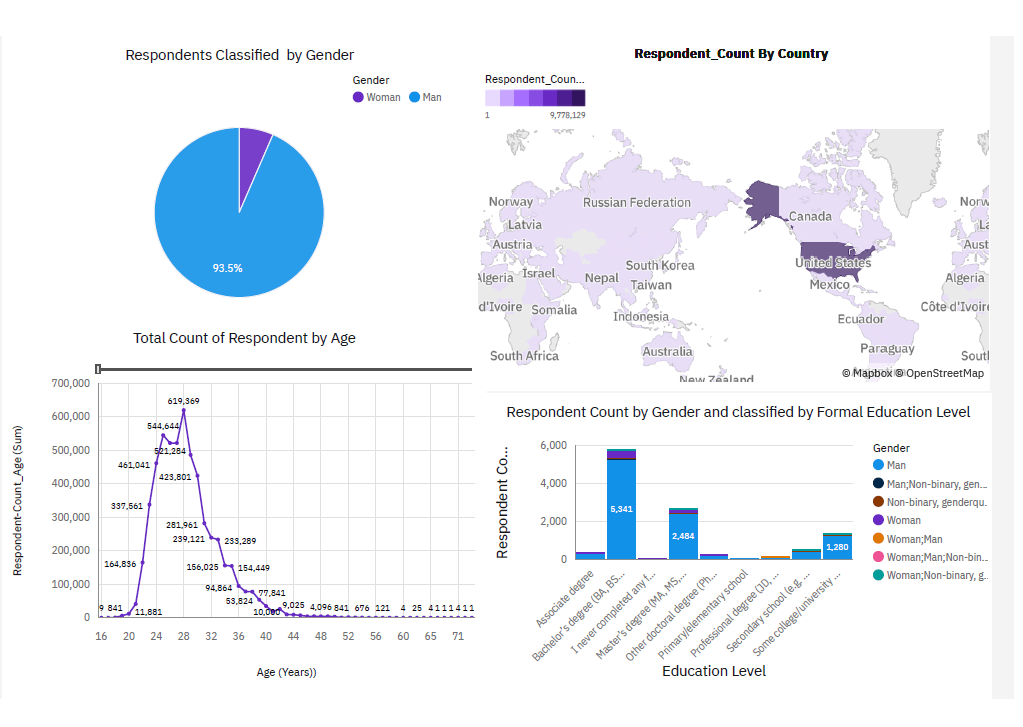 Respondents Classified  by Gender
Gender
Woman
Man
93.5%
Respondent_Count By Country
Respondent_Coun...
1
9,778,129
Norway
Russian Federation
Canada
Norw
Latvia
La
Austria
United States
Aust
Algeria
Israel
Nepal
South Korea
Taiwan
Mexico
Algeria
d'Ivoire
Somalia
Indonesia
Ecuador
Côte d'Ivoire
South Africa
Australia
Paraguay
South
New Zealand
© Mapbox © OpenStreetMap
Total Count of Respondent by Age
Respondent-Count_Age (Sum)
700,000
600,000
500,000
400,000
300,000
200,000
100,000
0
619,369
544,644
521,284
461,041
423,801
337,561
281,961
239,121
233,289
164,836
156,025
154,449
94,864
77,841
53,824
9 841
11,881
10,000
9,025
4,096
841
676
121
4
25
4 1 1 1 4 1 1
16
20
24
28
32
36
40
44
48
52
56
60
65
71
Age (Years))
Respondent Count by Gender and classified by Formal Education Level
Respondent Co...
6,000
4,000
2,000
0
5,341
2,484
1,280
Associate degree
Bachelor's degree (BA, BS...
I never completed any f...
Master's degree (MA, MS,...
Other doctoral degree (Ph...
Primary/elementary school
Professional degree (JD, ...
Secondary school (e.g. ...
Some college/university ...
Education Level
Gender
Man
Man;Non-binary, gen...
Non-binary, genderqu.
Woman
Woman;Man
Woman;Man;Non-bin...
Woman;Non-binary, g...